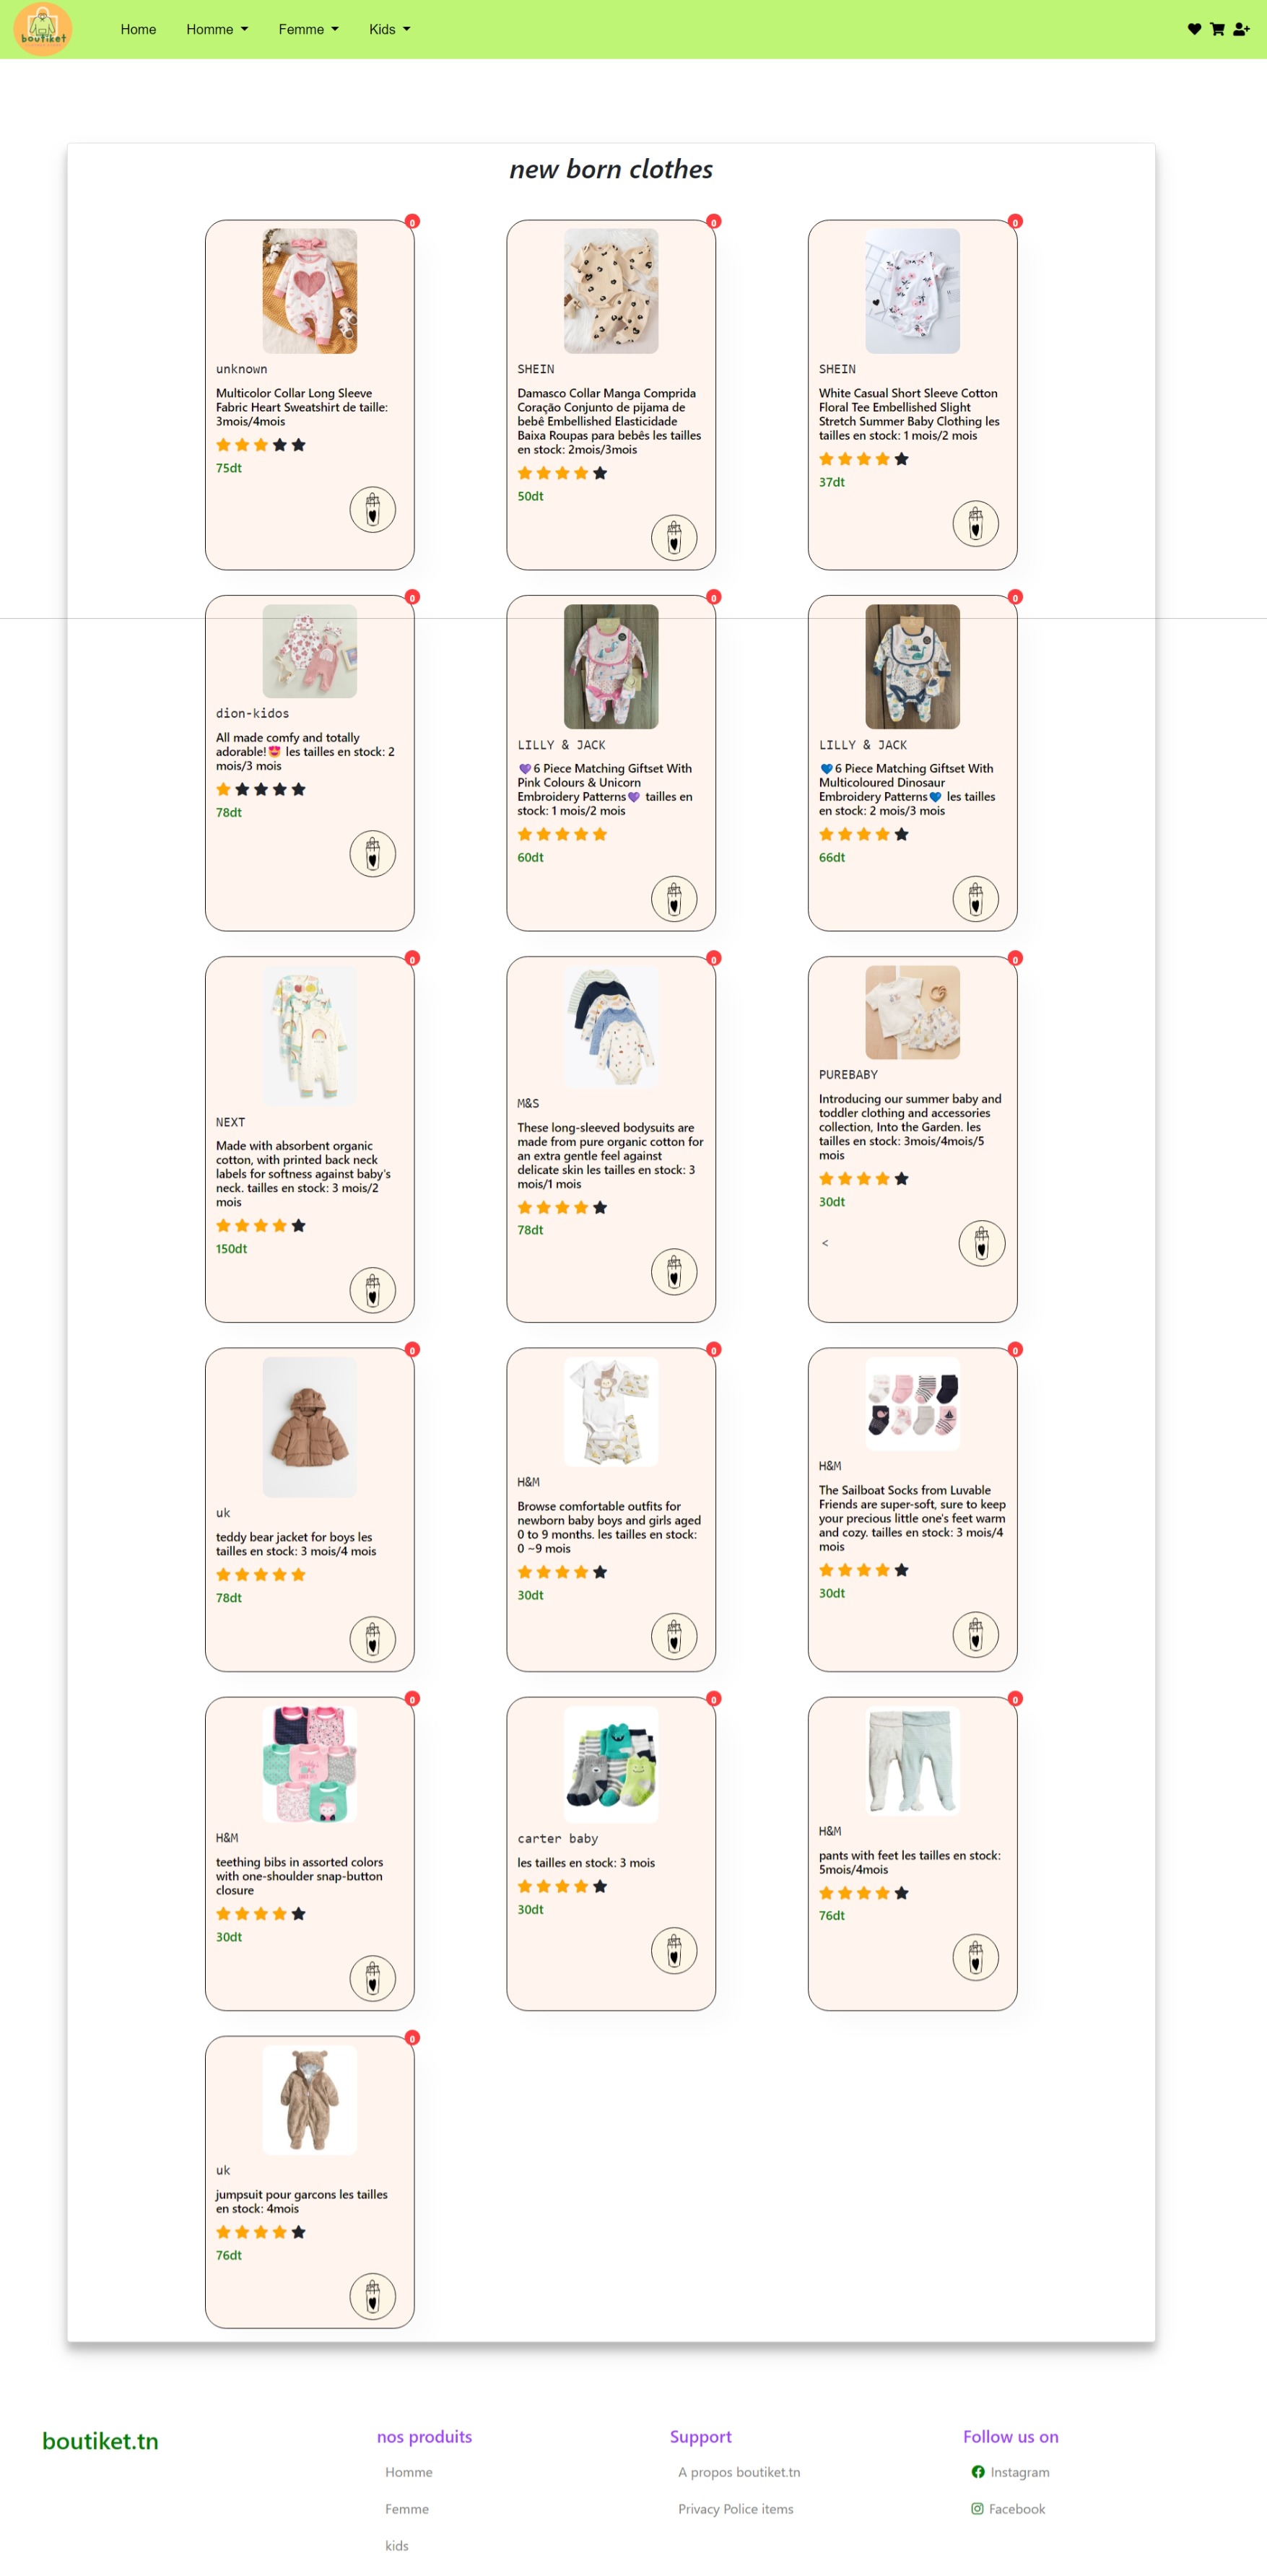 boutiket
Home
Homme
Femme
Kids
new born clothes
0
unknown
Multicolor Collar Long Sleeve
Fabric Heart Sweatshirt de taille:
3mois/4mois
75dt
0
SHEIN
Damasco Collar Manga Comprida
Coração Conjunto de pijama de
bebê Embellished Elasticidade
Baixa Roupas para bebês les tailles
en stock: 2mois/3mois
50dt
0
SHEIN
White Casual Short Sleeve Cotton
Floral Tee Embellished Slight
Stretch Summer Baby Clothing les
tailles en stock: 1 mois/2 mois
37dt
0
dion-kidos
All made comfy and totally
adorable!😍 les tailles en stock: 2
mois/3 mois
78dt
0
LILLY & JACK
💜6 Piece Matching Giftset With
Pink Colours & Unicorn
Embroidery Patterns💜 tailles en
stock: 1 mois/2 mois
60dt
0
LILLY & JACK
💙6 Piece Matching Giftset With
Multicoloured Dinosaur
Embroidery Patterns💙 les tailles
en stock: 2 mois/3 mois
66dt
0
NEXT
Made with absorbent organic
cotton, with printed back neck
labels for softness against baby's
neck. tailles en stock: 3 mois/2
mois
150dt
0
M&S
These long-sleeved bodysuits are
made from pure organic cotton for
an extra gentle feel against
delicate skin les tailles en stock: 3
mois/1 mois
78dt
0
PUREBABY
Introducing our summer baby and
toddler clothing and accessories
collection, Into the Garden. les
tailles en stock: 3mois/4mois/5
mois
30dt
<
0
uk
teddy bear jacket for boys les
tailles en stock: 3 mois/4 mois
78dt
0
H&M
Browse comfortable outfits for
newborn baby boys and girls aged
0 to 9 months. les tailles en stock:
0 ~9 mois
30dt
0
H&M
The Sailboat Socks from Luvable
Friends are super-soft, sure to keep
your precious little one's feet warm
and cozy. tailles en stock: 3 mois/4
mois
30dt
0
H&M
teething bibs in assorted colors
with one-shoulder snap-button
closure
30dt
0
carter baby
les tailles en stock: 3 mois
30dt
0
H&M
pants with feet les tailles en stock:
5mois/4mois
76dt
0
uk
jumpsuit pour garcons les tailles
en stock: 4mois
76dt
boutiket.tn
nos produits
Homme
Femme
kids
Support
A propos boutiket.tn
Privacy Police items
Follow us on
Instagram
Facebook